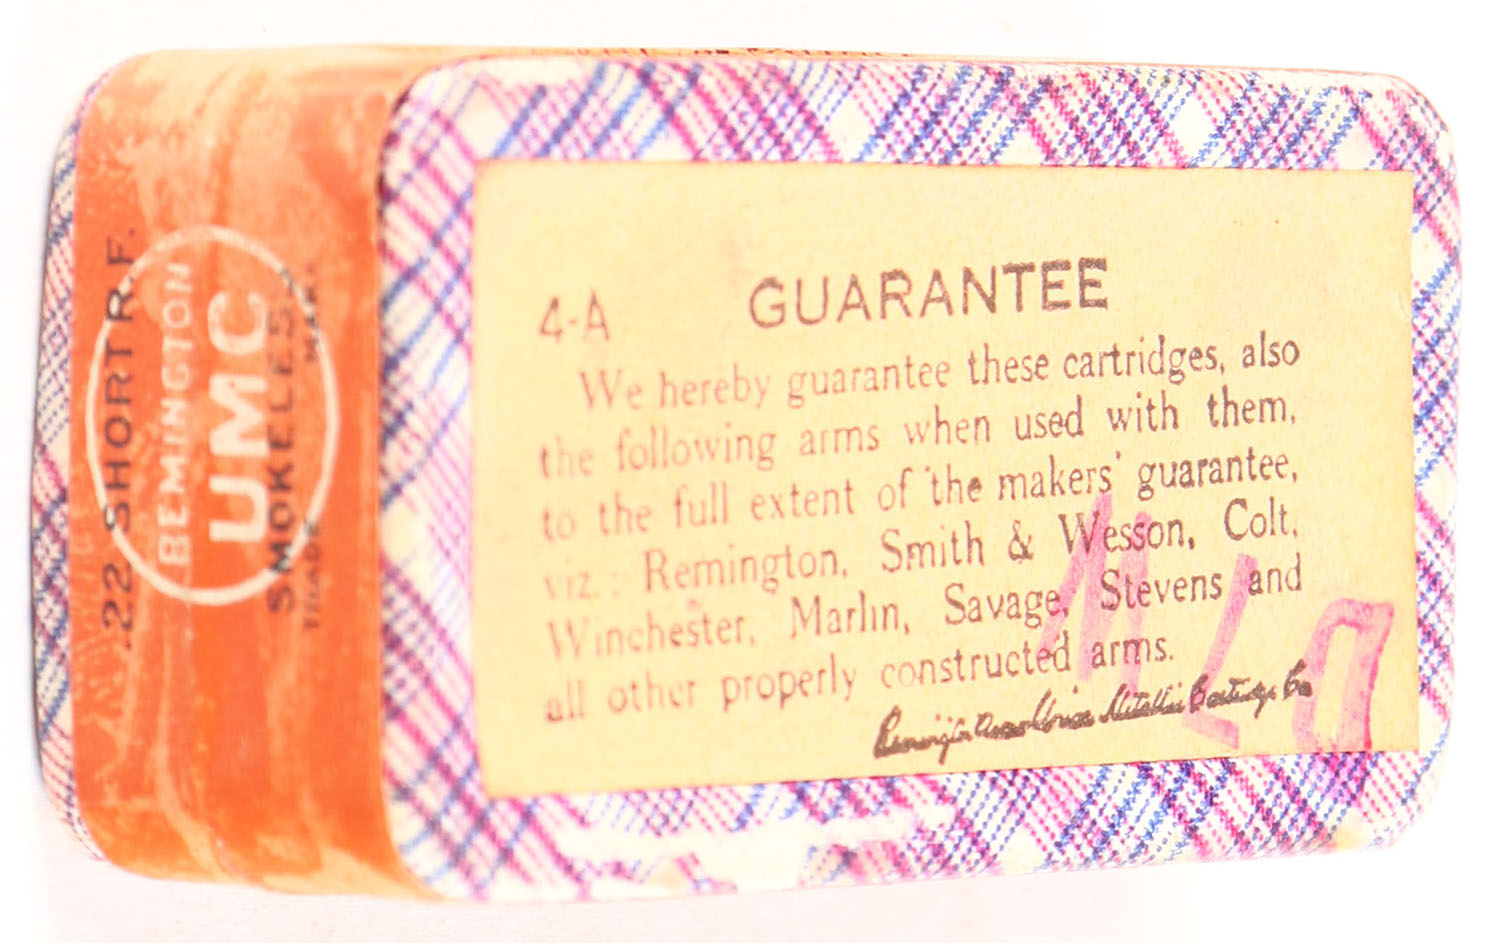 .22 SHORT R.F.
REMINGTON
UMC
SMOKELESS
TRADE MARK
4-A GUARANTEE
We hereby guarantee these cartridges, also
the following arms when used with them,
to the full extent of the makers' guarantee,
viz.: Remington, Smith & Wesson, Colt,
Winchester, Marlin, Savage, Stevens and
all other properly constructed arms.
Remington Arms Union Metallic Cartridge Co